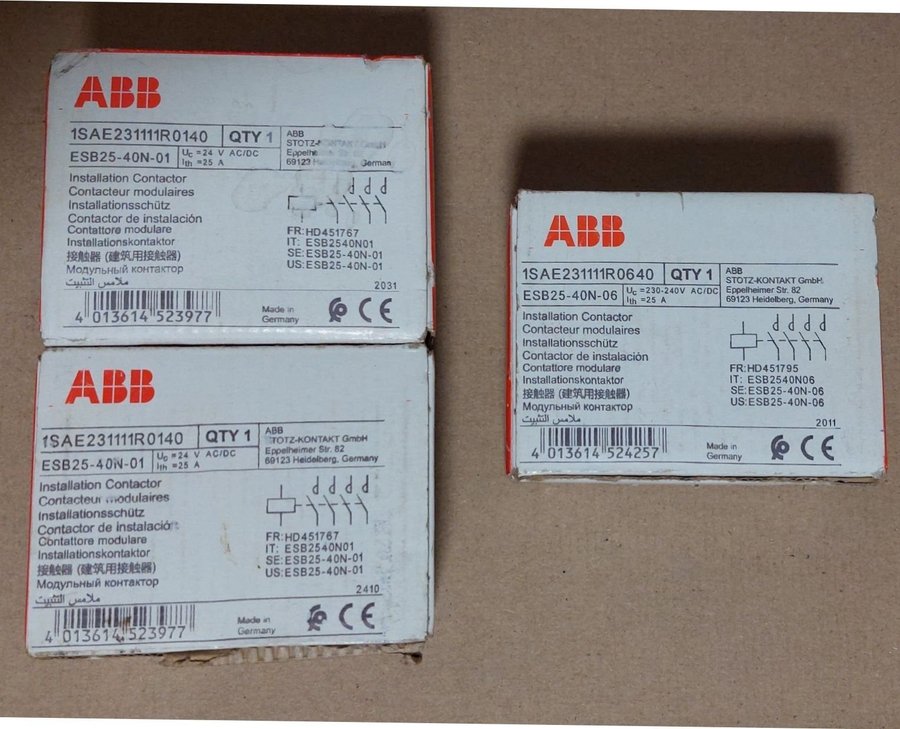 ABB
1SAE231111R0140 QTY 1
ESB25-40N-01 Uc = 24 V AC/DC
Ith = 25 A
ABB
STOTZ-
Eppelhe
69123 German
Installation Contactor
Contacteur modulaires
Installationsschütz
Contactor de instalación
Contattore modulare
Installationskontaktor
接触器 (建筑用接触器)
Модульный контактор
ملامس التثبيت
FR:HD451767
IT: ESB2540N01
SE:ESB25-40N-01
US:ESB25-40N-01
2031
4 013614 523977
Made in
Germany
CE
ABB
1SAE231111R0140 QTY 1
ESB25-40N-01 Uc = 24 V AC/DC
Ith = 25 A
ABB
STOTZ-KONTAKT GmbH
Eppelheimer Str. 82
69123 Heidelberg, Germany
Installation Contactor
Contacteur modulaires
Installationsschütz
Contactor de instalación
Contattore modulare
Installationskontaktor
接触器 (建筑用接触器)
Модульный контактор
ملامس التثبيت
FR:HD451767
IT: ESB2540N01
SE:ESB25-40N-01
US:ESB25-40N-01
2410
4 013614 523977
Made in
Germany
CE
ABB
1SAE231111R0640 QTY 1
ESB25-40N-06 Uc = 230-240V AC/DC
Ith = 25 A
ABB
STOTZ-KONTAKT GmbH
Eppelheimer Str. 82
69123 Heidelberg, Germany
Installation Contactor
Contacteur modulaires
Installationsschütz
Contactor de instalación
Contattore modulare
Installationskontaktor
接触器 (建筑用接触器)
Модульный контактор
ملامس التثبيت
FR:HD451795
IT: ESB2540N06
SE:ESB25-40N-06
US:ESB25-40N-06
2011
4 013614 524257
Made in
Germany
CE